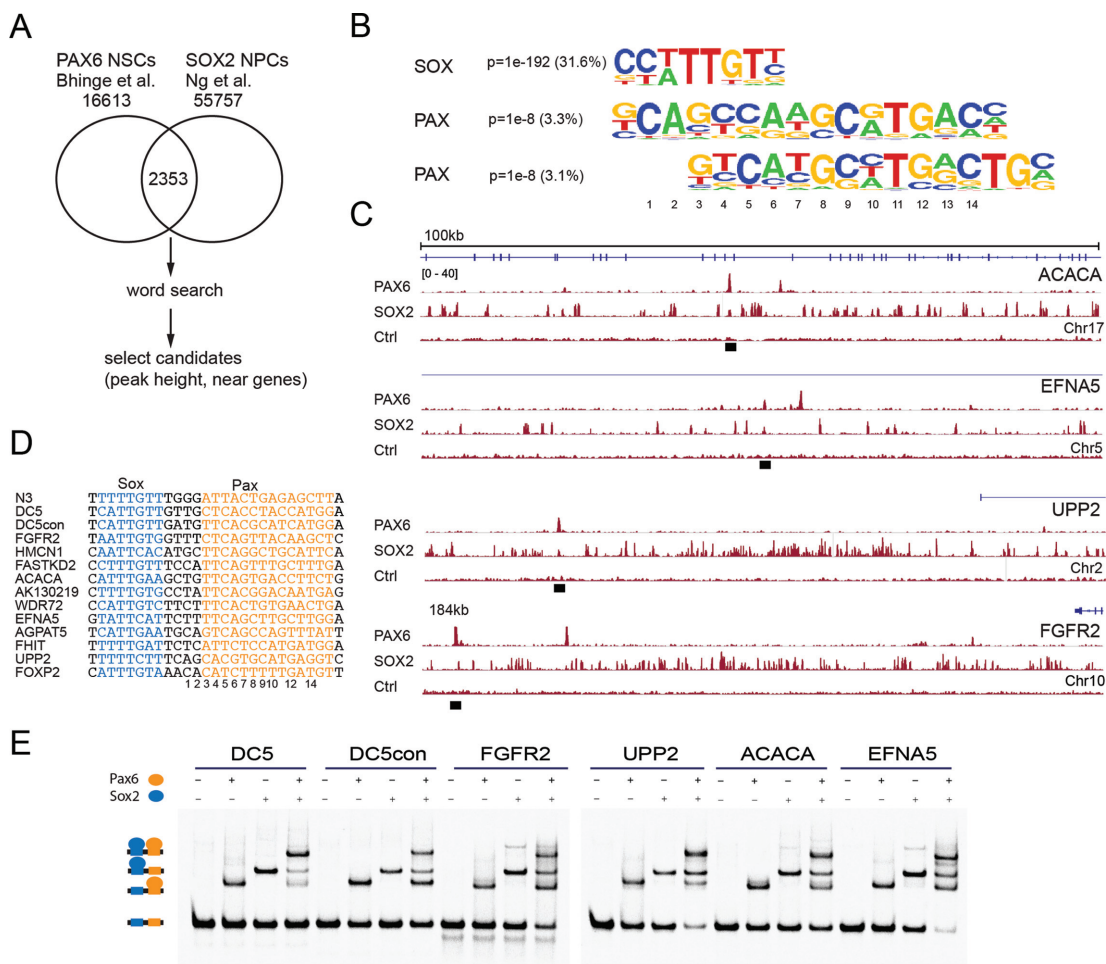 A
PAX6 NSCs
Bhinge et al.
16613
SOX2 NPCs
Ng et al.
55757
2353
word search
select candidates
(peak height, near genes)
B
SOX p=1e-192 (31.6%)
PAX p=1e-8 (3.3%)
PAX p=1e-8 (3.1%)
1 2 3 4 5 6 7 8 9 10 11 12 13 14
C
100kb
[0 - 40]
ACACA
PAX6
SOX2
Chr17
Ctrl
EFNA5
PAX6
SOX2
Chr5
Ctrl
UPP2
PAX6
SOX2
Chr2
Ctrl
184kb
PAX6
FGFR2
SOX2
Chr10
Ctrl
D
Sox Pax
N3 TTTTTGTTTGGGATTACTGAGAGCTTA
DC5 TCATTGTTGTTGCTCACCTACCATGGA
DC5con TCATTGTTGATGTTCACGCATCATGGA
FGFR2 TAATTGTGGTTTCTCAGTTACAAGCTC
HMCN1 CAATTCACATGCTTCAGGCTGCATTCA
FASTKD2 CCTTTGTTTCCATTCAGTTTGCTTTGA
ACACA CATTTGAAGCTGTTCAGTGACCTTCTG
AK130219 CTTTTGTGCCTATTCACGGACAATGAG
WDR72 CCATTGTCTTCTTTCACTGTGAACTGA
EFNA5 GTATTCATTCTTTTCAGCTTGCTTGGA
AGPAT5 TCATTGAATGCAGTCAGCCAGTTTATT
FHIT TTTTTGATTCTCATTCACTCCATGGTA
UPP2 TTTTTCTTTCAGCACGTGCATGAGGTC
FOXP2 CATTTGTAAACACATCTTTTTGATGTT
1 2 3 4 5 6 7 8 9 10 12 14
E
DC5 DC5con FGFR2 UPP2 ACACA EFNA5
Pax6 – + – + – + – + – + – + – + – + – + – + – + – +
Sox2 – – + + – – + + – – + + – – + + – – + + – – + +